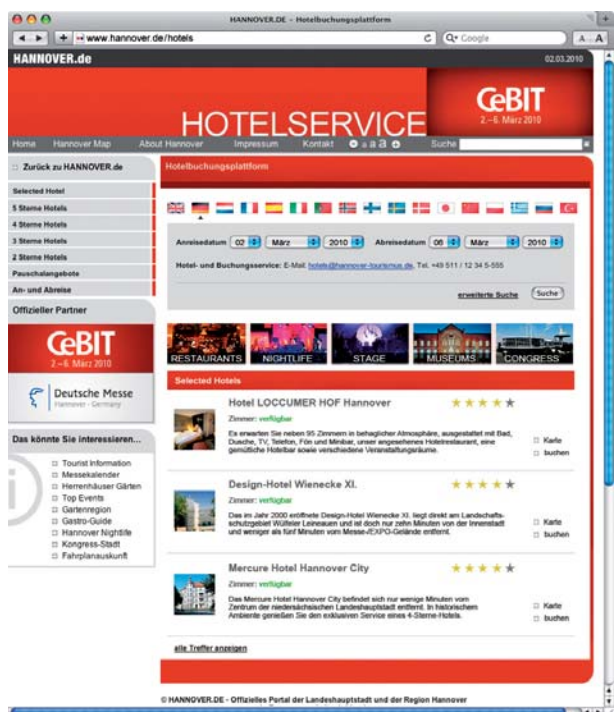 HANNOVER.DE - Hotelbuchungsplattform
www.hannover.de/hotels
Google
A A
HANNOVER.de
02.03.2010
HOTELSERVICE
CeBIT
2.–6. März 2010
Home Hannover Map About Hannover Impressum Kontakt a a a Suche
Zurück zu HANNOVER.de
Selected Hotel
5 Sterne Hotels
4 Sterne Hotels
3 Sterne Hotels
2 Sterne Hotels
Pauschalangebote
An- und Abreise
Offizieller Partner
CeBIT
2.–6. März 2010
Deutsche Messe
Hannover - Germany
Das könnte Sie interessieren...
Tourist Information
Messekalender
Herrenhäuser Gärten
Top Events
Gartenregion
Gastro-Guide
Hannover Nightlife
Kongress-Stadt
Fahrplanauskunft
Hotelbuchungsplattform
Anreisedatum 02 März 2010 Abreisedatum 06 März 2010
Hotel- und Buchungsservice: E-Mail: hotels@hannover-tourismus.de, Tel. +49 511 / 12 34 5-555
erweiterte Suche Suche
RESTAURANTS NIGHTLIFE STAGE MUSEUMS CONGRESS
Selected Hotels
Hotel LOCCUMER HOF Hannover
Zimmer: verfügbar
Es erwarten Sie neben 95 Zimmern in behaglicher Atmosphäre, ausgestattet mit Bad,
Dusche, TV, Telefon, Fön und Minibar, unser angesehenes Hotelrestaurant, eine
gemütliche Hotelbar sowie verschiedene Veranstaltungsräume.
Karte
buchen
Design-Hotel Wienecke XI.
Zimmer: verfügbar
Das im Jahr 2000 eröffnete Design-Hotel Wienecke XI. liegt direkt am Landschafts-
schutzgebiet Wülfeler Leineauen und ist doch nur zehn Minuten von der Innenstadt
und weniger als fünf Minuten vom Messe-/EXPO-Gelände entfernt.
Karte
buchen
Mercure Hotel Hannover City
Zimmer: verfügbar
Das Mercure Hotel Hannover City befindet sich nur wenige Minuten vom
Zentrum der niedersächsischen Landeshauptstadt entfernt. In historischem
Ambiente genießen Sie den exklusiven Service eines 4-Sterne-Hotels.
Karte
buchen
alle Treffer anzeigen
© HANNOVER.DE - Offizielles Portal der Landeshauptstadt und der Region Hannover